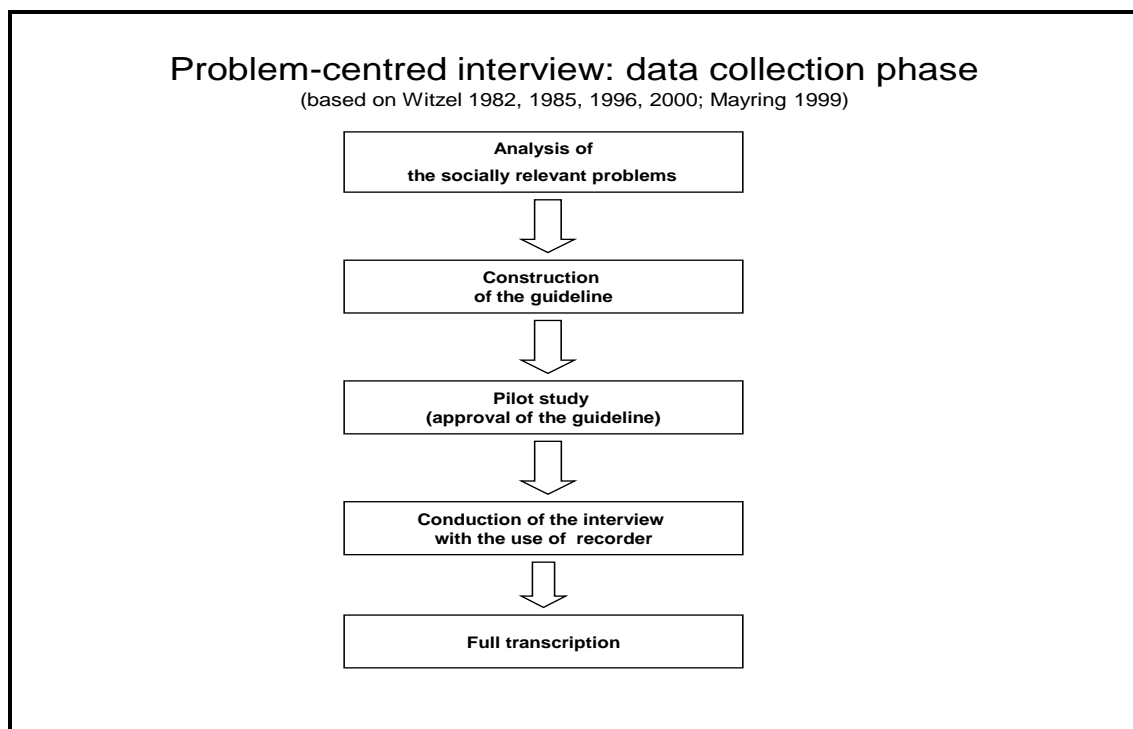 Problem-centred interview: data collection phase
(based on Witzel 1982, 1985, 1996, 2000; Mayring 1999)
Analysis of
the socially relevant problems
Construction
of the guideline
Pilot study
(approval of the guideline)
Conduction of the interview
with the use of  recorder
Full transcription